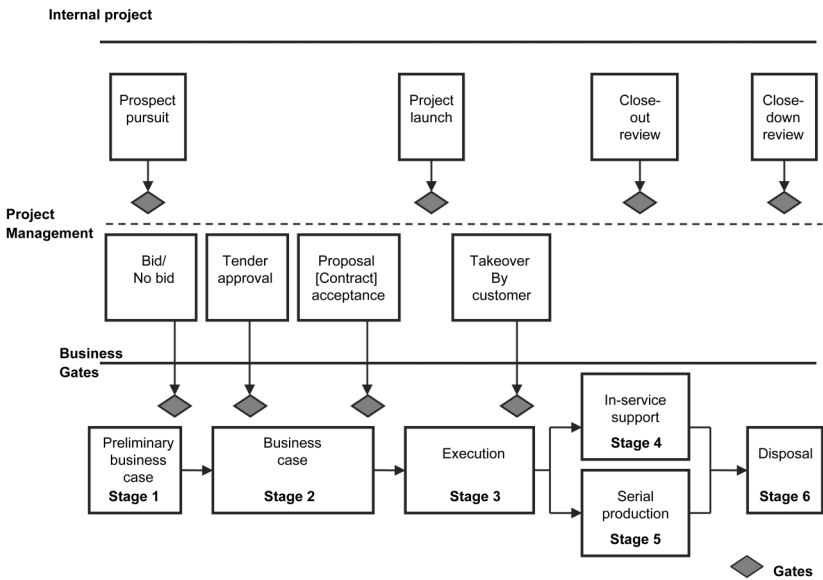 Internal project
Prospect
pursuit
Project
launch
Close-
out
review
Close-
down
review
Project
Management
Bid/
No bid
Tender
approval
Proposal
[Contract]
acceptance
Takeover
By
customer
Business
Gates
Preliminary
business
case
Stage 1
Business
case
Stage 2
Execution
Stage 3
In-service
support
Stage 4
Serial
production
Stage 5
Disposal
Stage 6
Gates